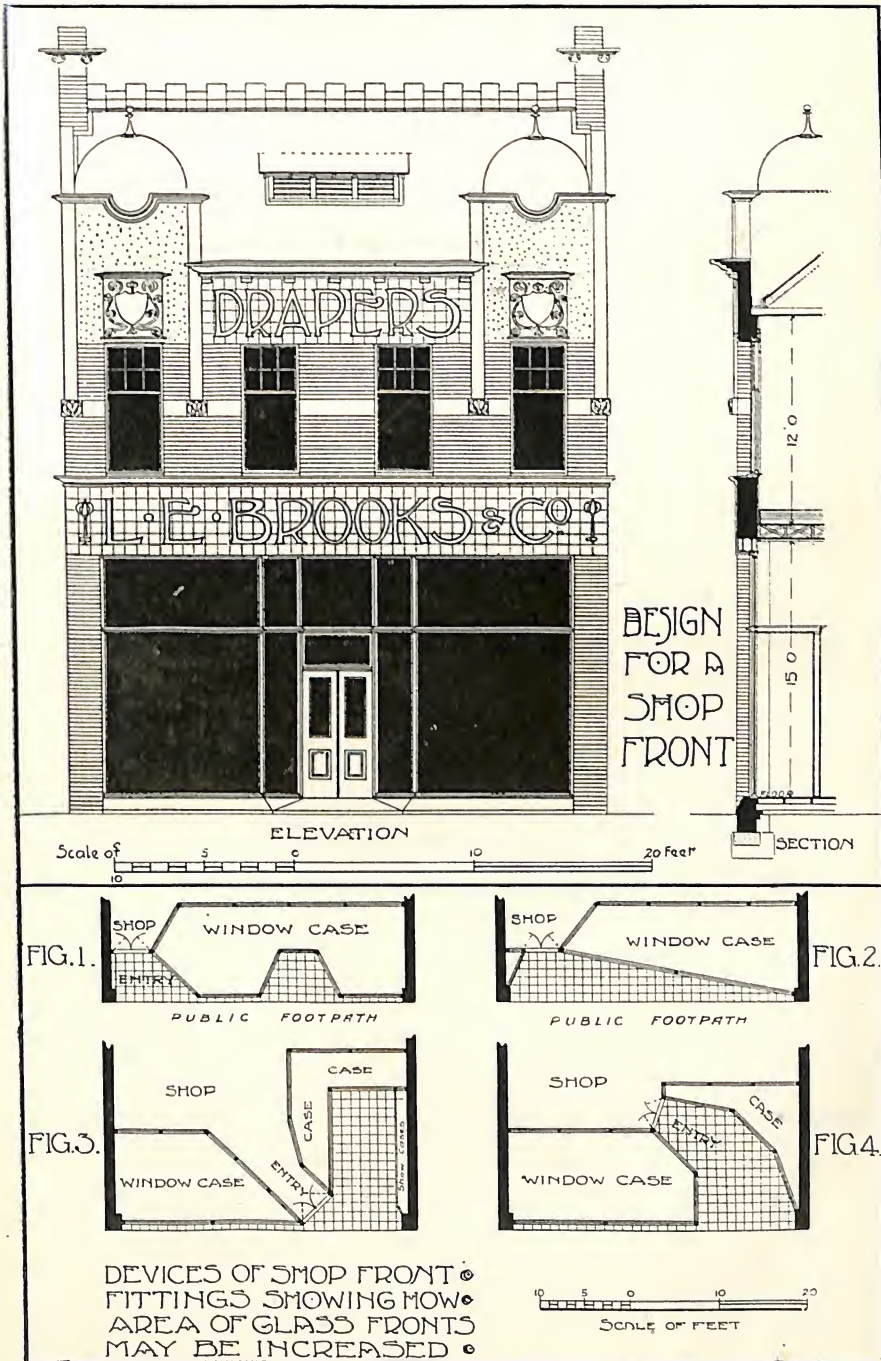 DRAPERS
L. E. BROOKS & Co.
DESIGN
FOR A
SHOP
FRONT
12' 0
15 0
FLOOR
ELEVATION
SECTION
Scale of
10
5
0
10
20 Feet
FIG. 1.
SHOP
WINDOW CASE
ENTRY
PUBLIC FOOTPATH
FIG. 2.
SHOP
WINDOW CASE
PUBLIC FOOTPATH
FIG. 3.
SHOP
CASE
CASE
ENTRY
WINDOW CASE
Show Cases
FIG. 4.
SHOP
CASE
ENTRY
WINDOW CASE
DEVICES OF SHOP FRONT
FITTINGS SHOWING HOW
AREA OF GLASS FRONTS
MAY BE INCREASED
10 5 0 10 20
SCALE OF FEET